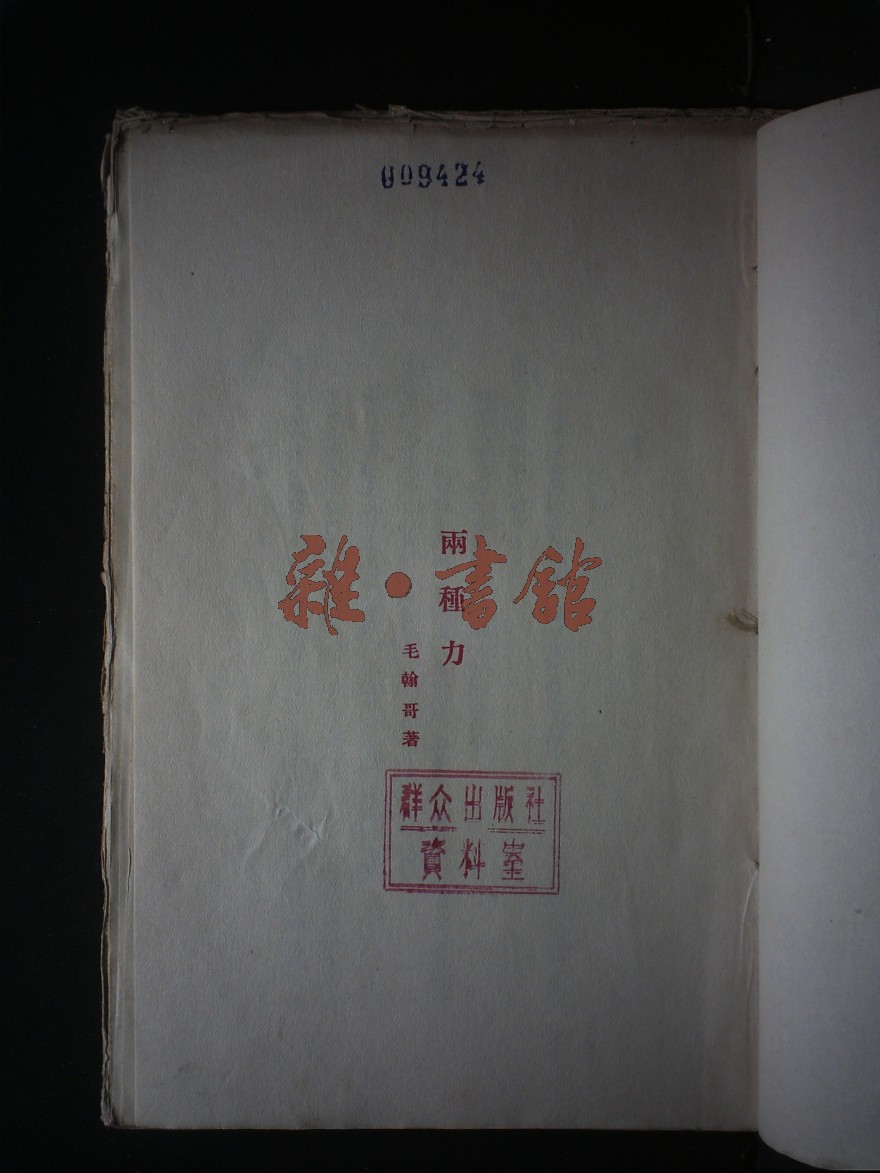 009424
雜·書館
兩種力
毛翰哥著
群众出版社
資料室